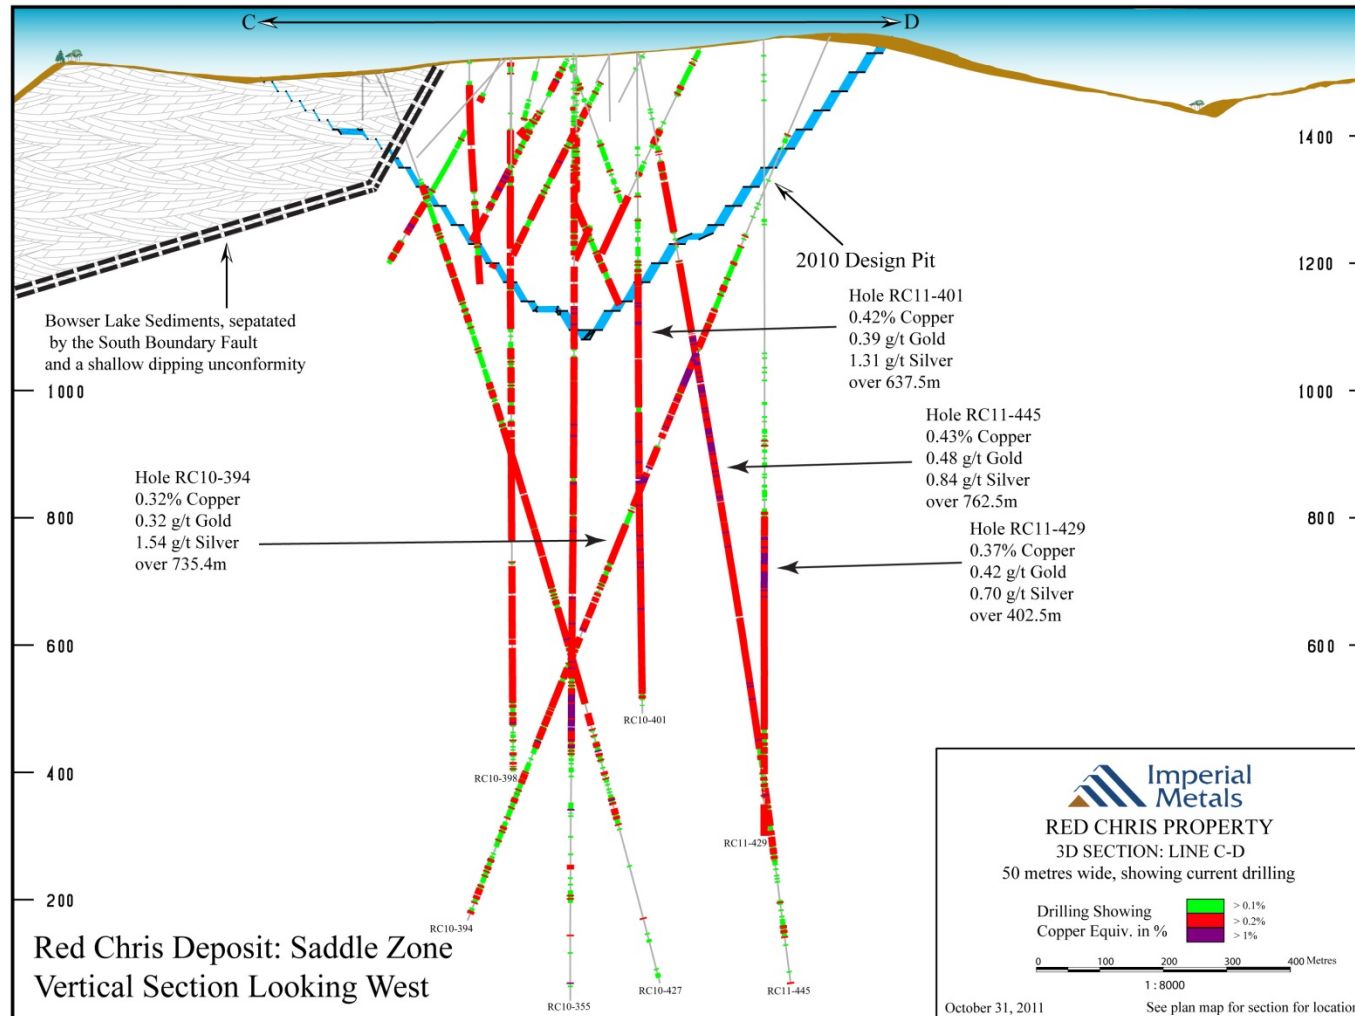 C
D
1400
1200
1000
800
600
400
200
1400
1200
1000
800
600
2010 Design Pit
Bowser Lake Sediments, sepatated
by the South Boundary Fault
and a shallow dipping unconformity
Hole RC11-401
0.42% Copper
0.39 g/t Gold
1.31 g/t Silver
over 637.5m
Hole RC11-445
0.43% Copper
0.48 g/t Gold
0.84 g/t Silver
over 762.5m
Hole RC10-394
0.32% Copper
0.32 g/t Gold
1.54 g/t Silver
over 735.4m
Hole RC11-429
0.37% Copper
0.42 g/t Gold
0.70 g/t Silver
over 402.5m
RC10-401
RC10-398
RC11-429
RC10-394
RC10-355
RC10-427
RC11-445
Red Chris Deposit: Saddle Zone
Vertical Section Looking West
Imperial
Metals
RED CHRIS PROPERTY
3D SECTION: LINE C-D
50 metres wide, showing current drilling
Drilling Showing
Copper Equiv. in %
> 0.1%
> 0.2%
> 1%
0 100 200 300 400 Metres
1 : 8000
October 31, 2011
See plan map for section for location